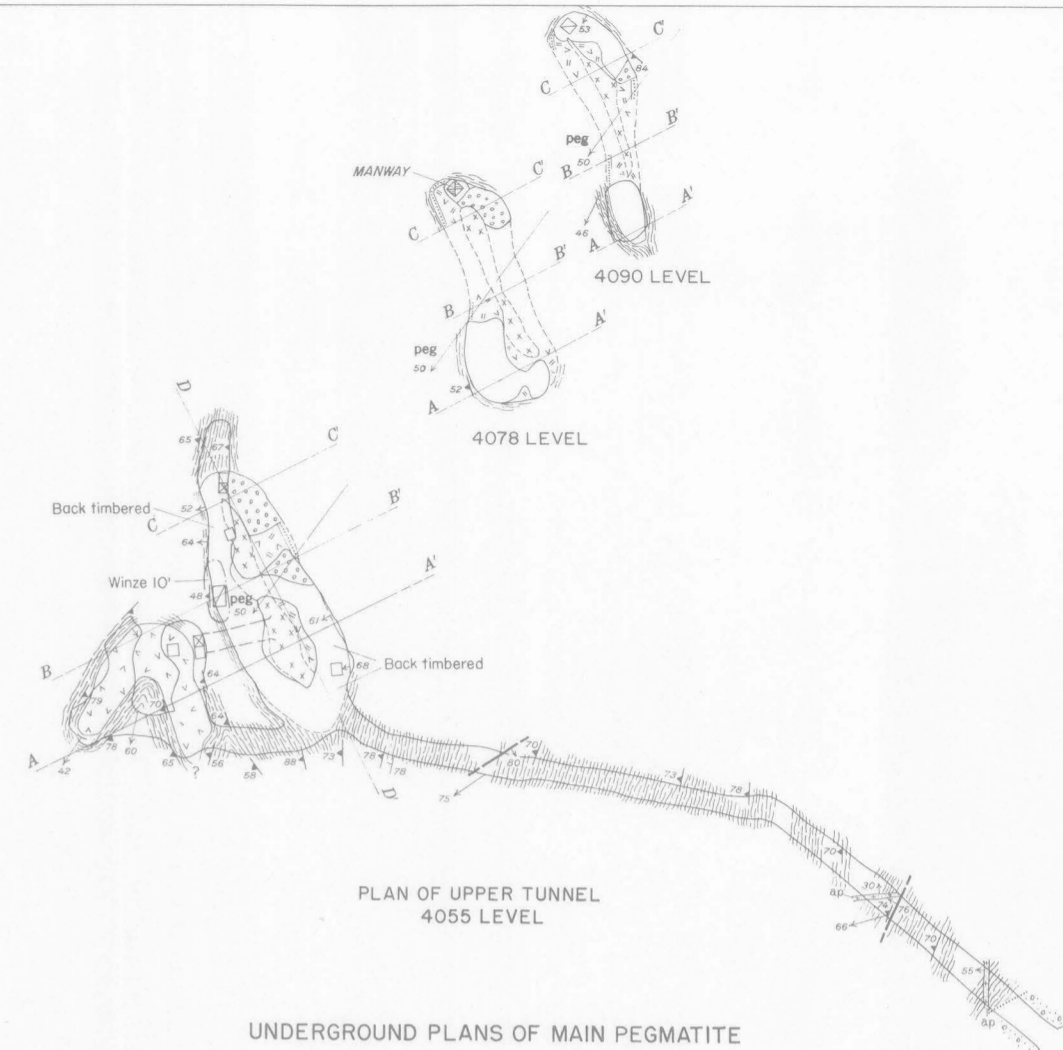 C'
53
84
C
peg
50
B'
B
A'
46
A
4090 LEVEL
MANWAY
C'
C
B'
B
A'
peg
50
52
A
4078 LEVEL
D
65
67
C'
Back timbered
52
C
64
B'
Winze 10'
48
peg
50
A'
61
Back timbered
68
B
64
79
70
64
A
42
78
60
65
?
56
58
88
73
78
78
D'
70
80
75
73
78
70
ap
30
74
76
66
70
55
ap
PLAN OF UPPER TUNNEL
4055 LEVEL
UNDERGROUND PLANS OF MAIN PEGMATITE